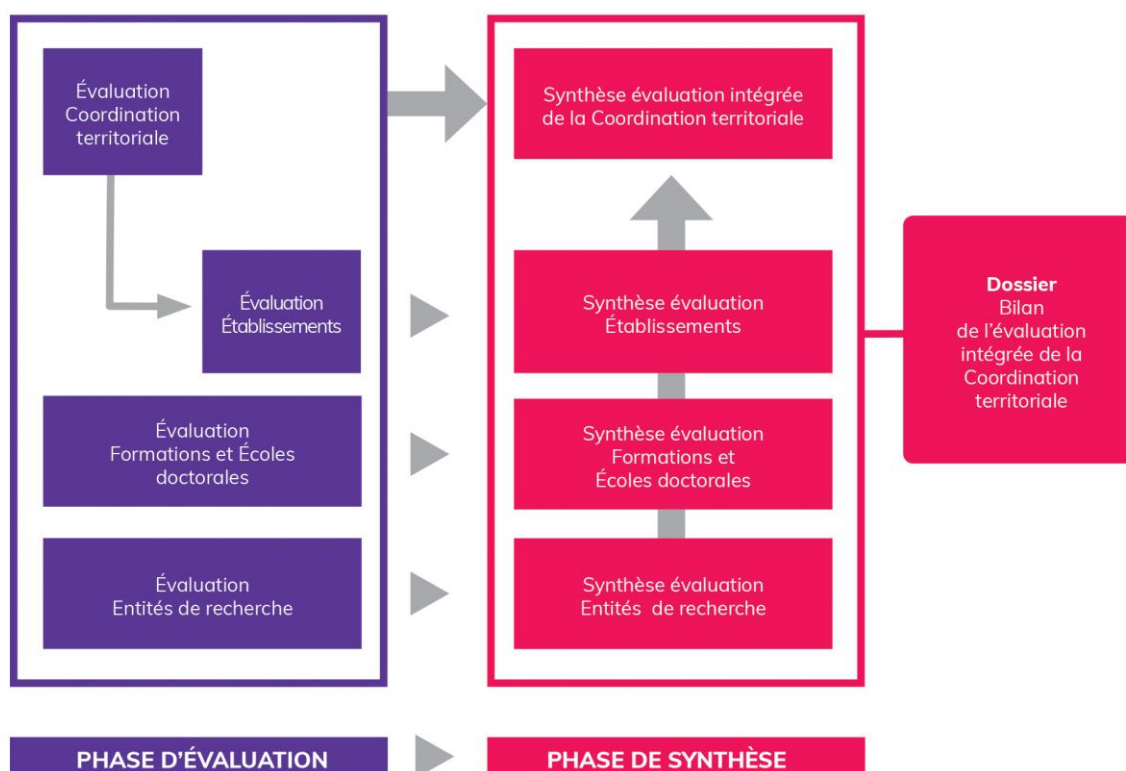 Évaluation
Coordination
territoriale
Évaluation
Établissements
Évaluation
Formations et Écoles
doctorales
Évaluation
Entités de recherche
PHASE D'ÉVALUATION
Synthèse évaluation intégrée
de la Coordination territoriale
Synthèse évaluation
Établissements
Synthèse évaluation
Formations et
Écoles doctorales
Synthèse évaluation
Entités de recherche
PHASE DE SYNTHÈSE
Dossier
Bilan
de l'évaluation
intégrée de la
Coordination
territoriale